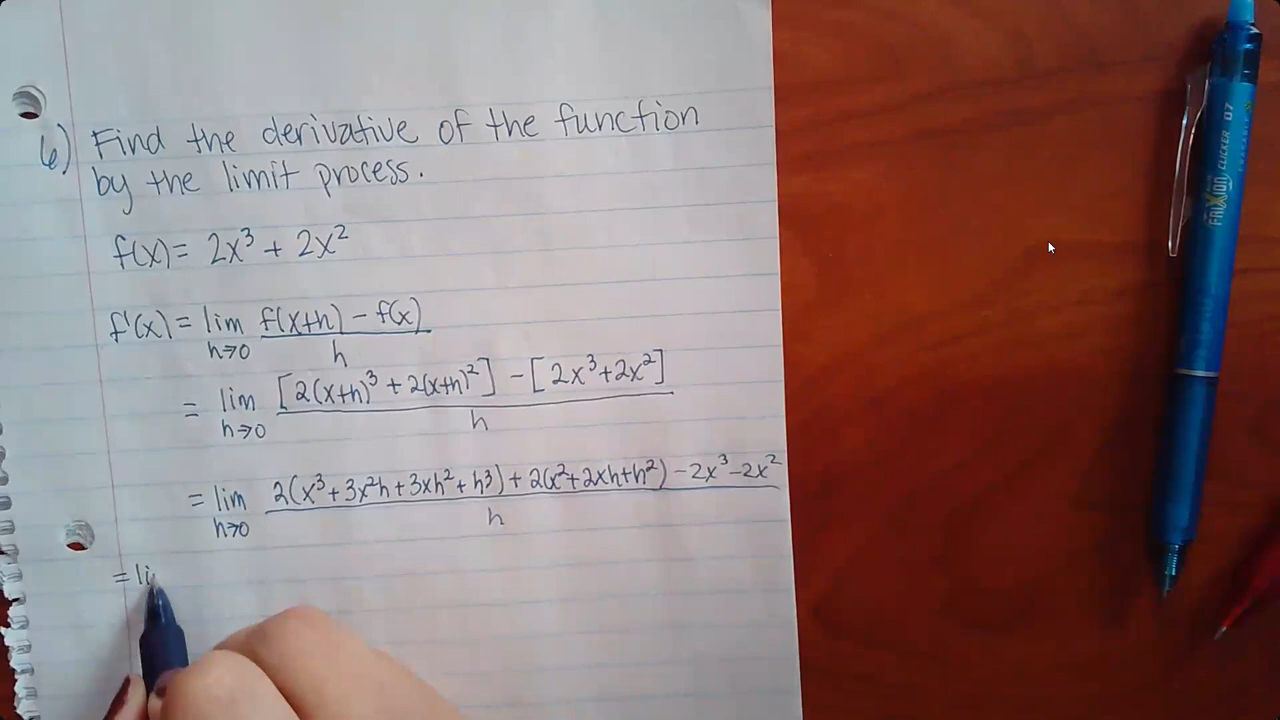 6) Find the derivative of the function
by the limit process.
f(x) = 2x³ + 2x²
f'(x) = lim h→0 f(x+h) - f(x) / h
= lim h→0 [2(x+h)³ + 2(x+h)²] - [2x³+2x²] / h
= lim h→0 2(x³+3x²h+3xh²+h³) + 2(x²+2xh+h²) - 2x³ - 2x² / h
= li
FRIXION CLICKER 07